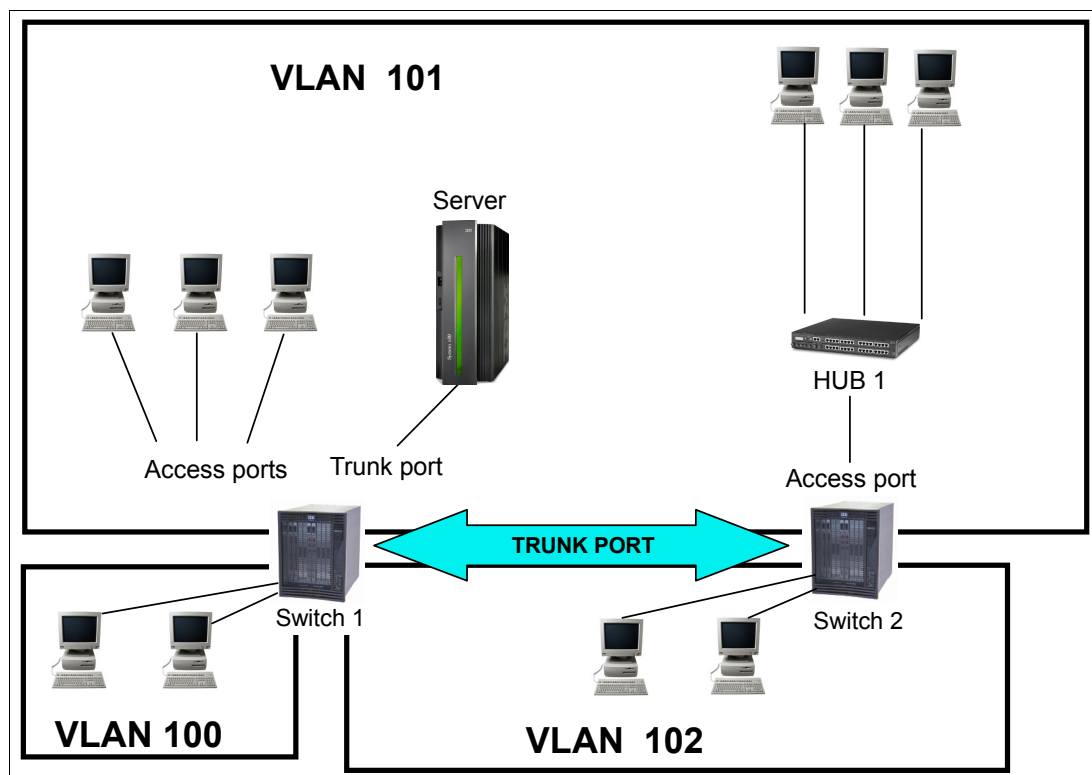 VLAN 101
Server
HUB 1
Access ports
Trunk port
Access port
TRUNK PORT
Switch 1
Switch 2
VLAN 100
VLAN 102